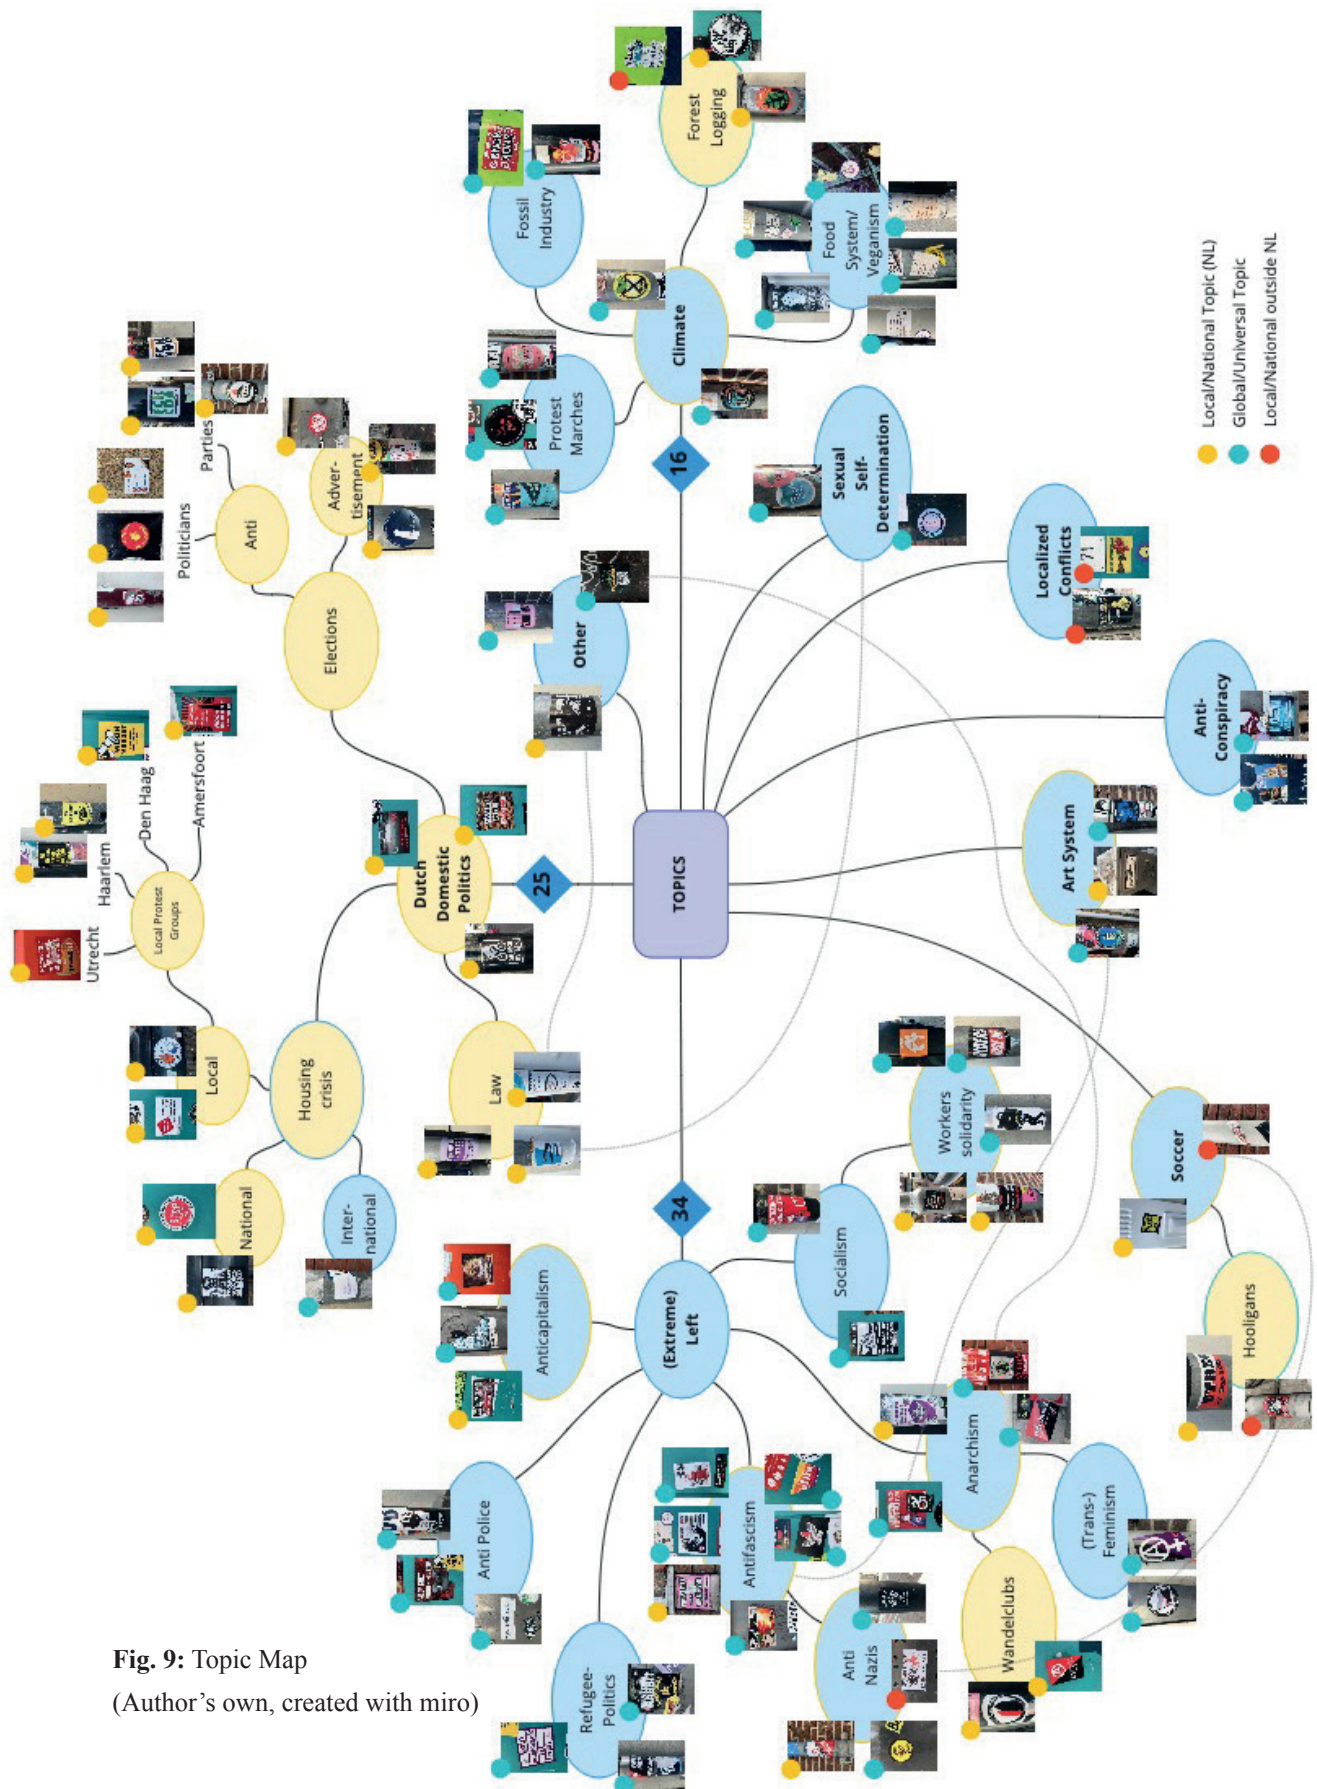 TOPICS
34
25
16
(Extreme)
Left
Refugee-
Politics
Anti Police
Anticapitalism
Antifascism
Anti
Nazis
Wandelclubs
Anarchism
(Trans-)
Feminism
Socialism
Workers
solidarity
Dutch
Domestic
Politics
Law
Housing
crisis
Inter-
national
National
Local
Local Protest
Groups
Utrecht
Haarlem
Den Haag
Amersfoort
Elections
Anti
Politicians
Parties
Adver-
tisement
Other
Climate
Protest
Marches
Fossil
Industry
Forest
Logging
Food
System/
Veganism
Sexual
Self-
Determination
Localized
Conflicts
Anti-
Conspiracy
Art System
Soccer
Hooligans
Local/National Topic (NL)
Global/Universal Topic
Local/National outside NL
Fig. 9: Topic Map
(Author's own, created with miro)